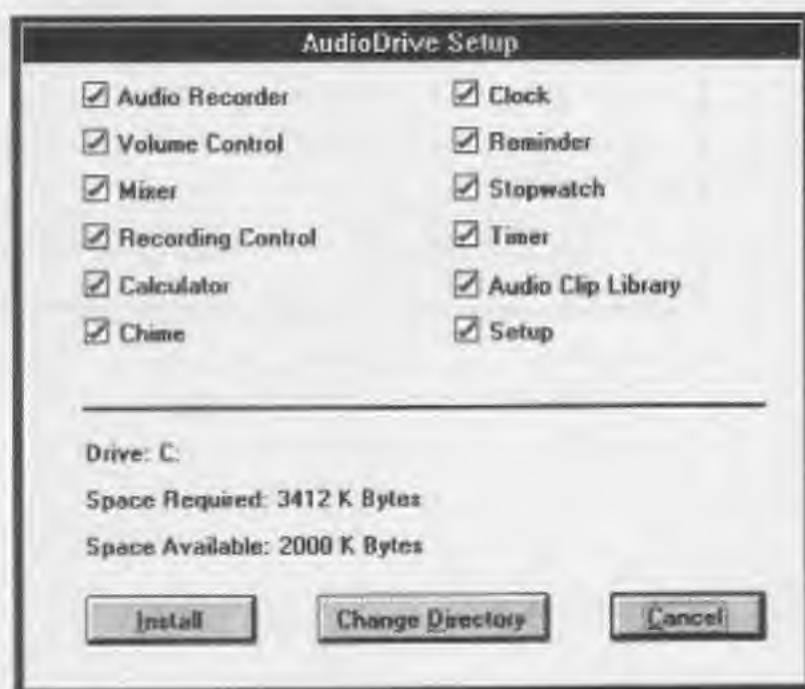 AudioDrive Setup
Audio Recorder
Clock
Volume Control
Reminder
Mixer
Stopwatch
Recording Control
Timer
Calculator
Audio Clip Library
Chime
Setup
Drive: C:
Space Required: 3412 K Bytes
Space Available: 2000 K Bytes
Install
Change Directory
Cancel